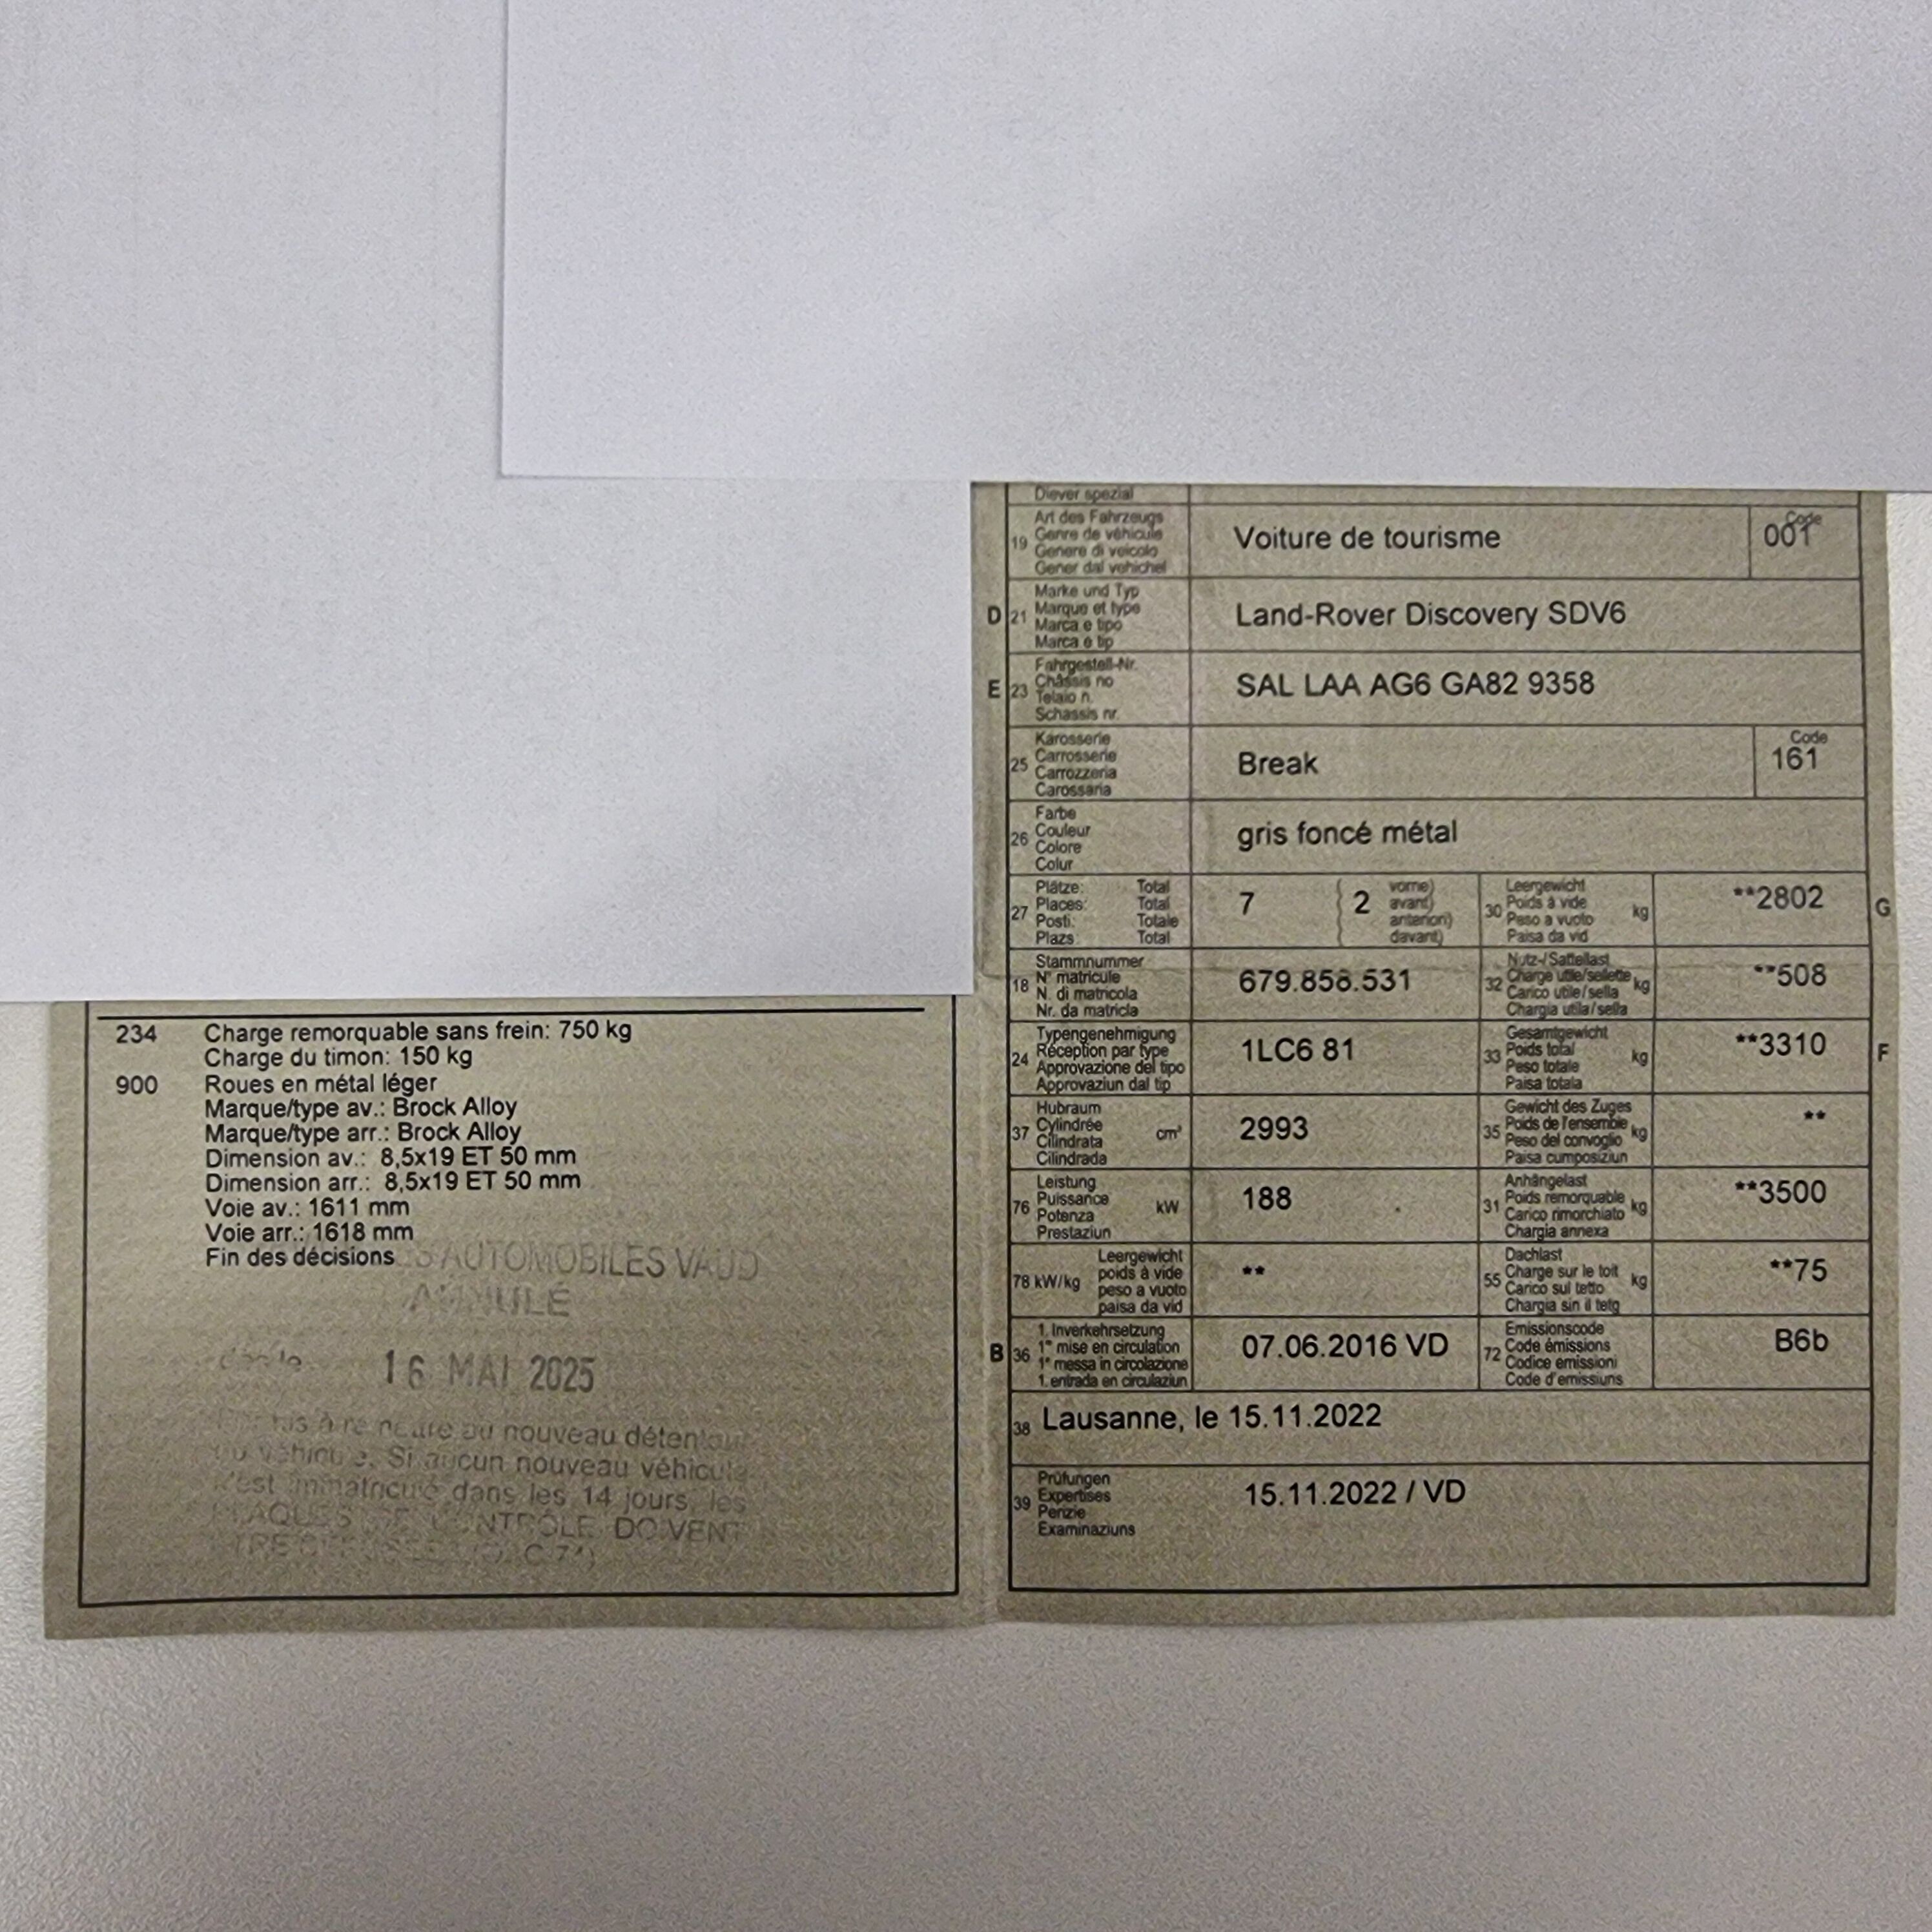 234 Charge remorquable sans frein: 750 kg
Charge du timon: 150 kg
900 Roues en métal léger
Marque/type av.: Brock Alloy
Marque/type arr.: Brock Alloy
Dimension av.: 8,5x19 ET 50 mm
Dimension arr.: 8,5x19 ET 50 mm
Voie av.: 1611 mm
Voie arr.: 1618 mm
Fin des décisions
AUTOMOBILES VAUD
ANNULÉ
dès le 16 MAI 2025
à remettre au nouveau
du véhicule. Si aucun nouveau véhicule
n'est immatriculé dans les 14 jours, les
PLAQUES DE CONTRÔLE DOIVENT
Diever spezial
19
Art des Fahrzeugs
Genre de véhicule
Genere di veicolo
Gener dal vehichel
Voiture de tourisme
Code
001
D 21
Marke und Typ
Marque et type
Marca e tipo
Marca e tip
Land-Rover Discovery SDV6
E 23
Fahrgestell-Nr.
Châssis no
Telaio n.
Schassis nr.
SAL LAA AG6 GA82 9358
25
Karosserie
Carrosserie
Carrozzeria
Carossaria
Break
Code
161
26
Farbe
Couleur
Colore
Colur
gris foncé métal
27
Plätze: Total
Places: Total
Posti: Totale
Plazs: Total
7 ( 2
vorne)
avant)
anteriori)
davant)
30
Leergewicht
Poids à vide
Peso a vuoto
Paisa da vid
kg
**2802
G
18
Stammnummer
N° matricule
N. di matricola
Nr. da matricla
679.858.531
32
Nutz-/Sattellast
Charge utile/sellette
Carico utile/sella
Chargia utila/sella
kg
**508
24
Typengenehmigung
Réception par type
Approvazione del tipo
Approvaziun dal tip
1LC6 81
33
Gesamtgewicht
Poids total
Peso totale
Paisa totala
kg
**3310
F
37
Hubraum
Cylindrée
Cilindrata
Cilindrada
cm³
2993
35
Gewicht des Zuges
Poids de l'ensemble
Peso del convoglio
Paisa cumposiziun
kg
**
76
Leistung
Puissance
Potenza
Prestaziun
kW
188
31
Anhängelast
Poids remorquable
Carico rimorchiato
Chargia annexa
kg
**3500
78 kW/kg
Leergewicht
poids à vide
peso a vuoto
paisa da vid
**
55
Dachlast
Charge sur le toit
Carico sul tetto
Chargia sin il tetg
kg
**75
B 36
1. Inverkehrsetzung
1re mise en circulation
1a messa in circolazione
1. entrada en circulaziun
07.06.2016 VD
72
Emissionscode
Code émissions
Codice emissioni
Code d'emissiuns
B6b
38 Lausanne, le 15.11.2022
39
Prüfungen
Expertises
Perizie
Examinaziuns
15.11.2022 / VD